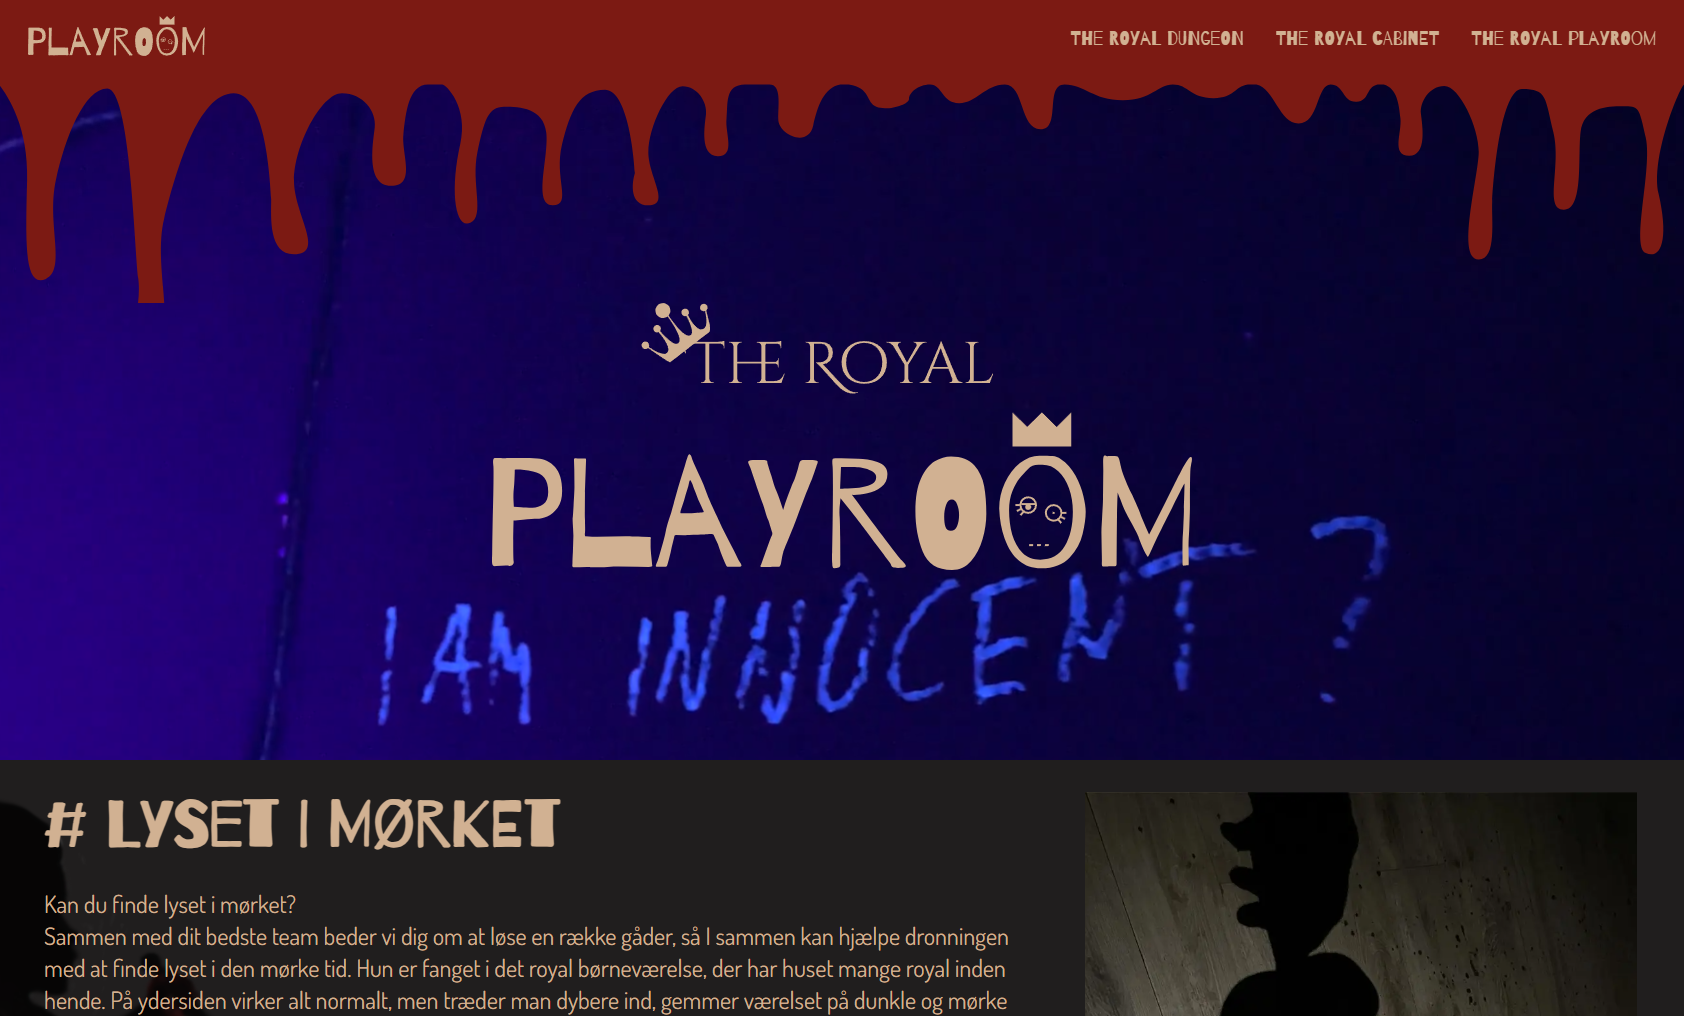 PLAYROOM
THE ROYAL DUNGEON THE ROYAL CABINET THE ROYAL PLAYROOM
THE ROYAL
PLAYROOM
I AM INNOCENT ?
# LYSET I MØRKET
Kan du finde lyset i mørket?
Sammen med dit bedste team beder vi dig om at løse en række gåder, så I sammen kan hjælpe dronningen
med at finde lyset i den mørke tid. Hun er fanget i det royal børneværelse, der har huset mange royal inden
hende. På ydersiden virker alt normalt, men træder man dybere ind, gemmer værelset på dunkle og mørke